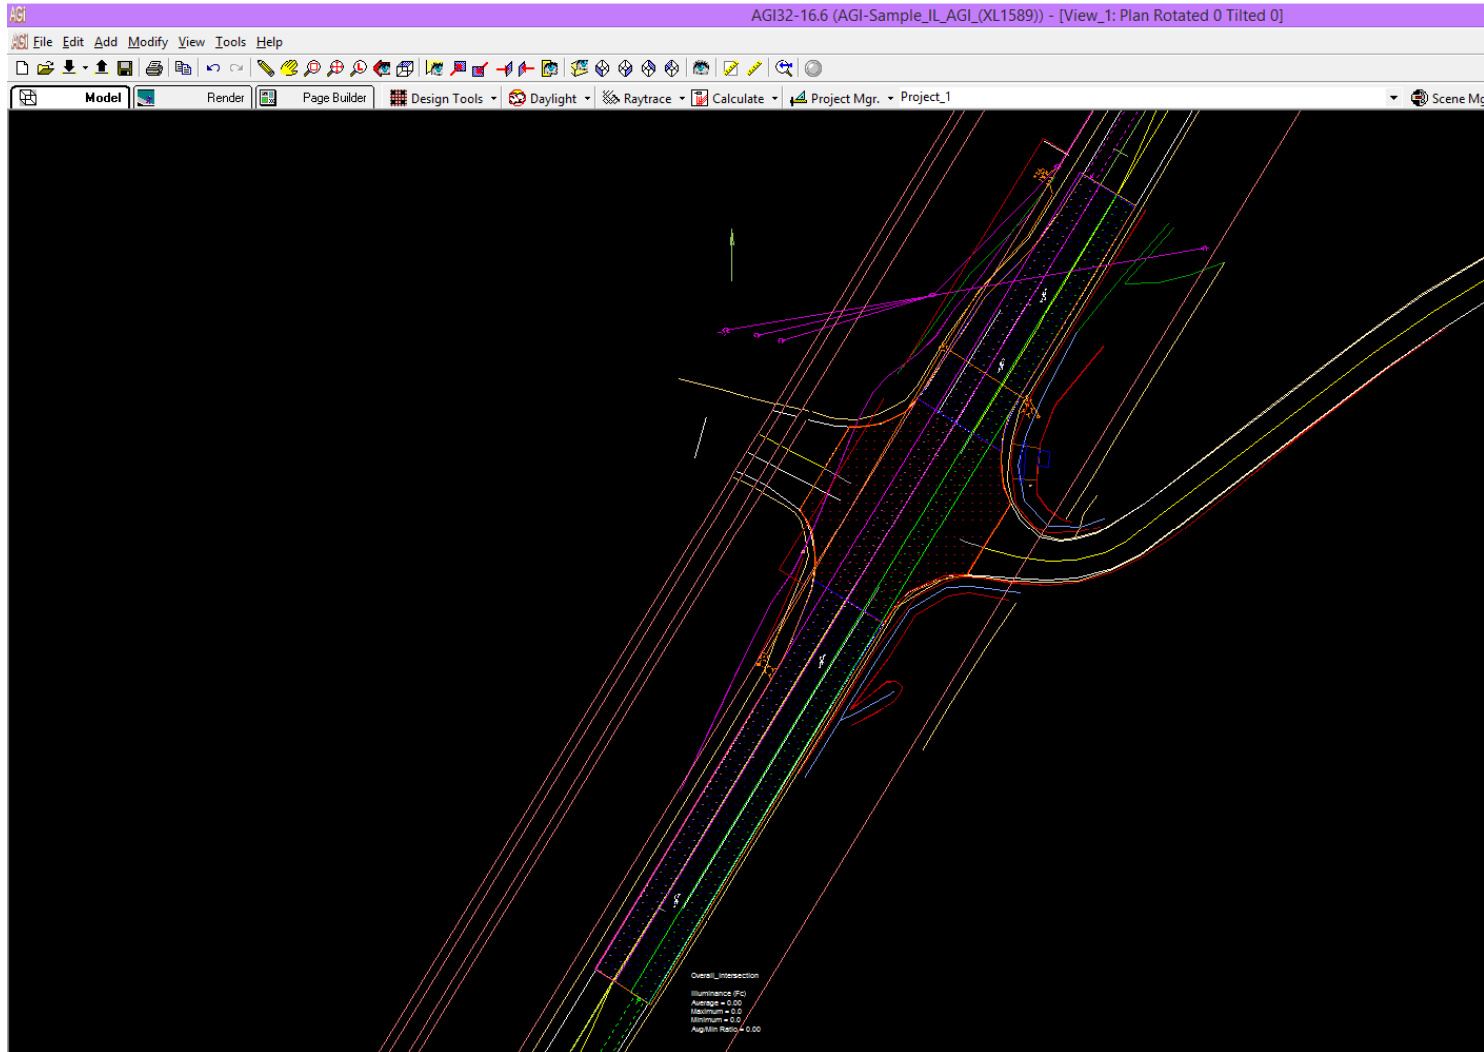 AGi
AGI32-16.6 (AGI-Sample_IL_AGI_(XL1589)) - [View_1: Plan Rotated 0 Tilted 0]
AGI File Edit Add Modify View Tools Help
Model Render Page Builder Design Tools Daylight Raytrace Calculate Project Mgr. Project_1 Scene Mg
Overall_Intersection
Illuminance (Fc)
Average = 0.00
Maximum = 0.0
Minimum = 0.0
Avg/Min Ratio = 0.00